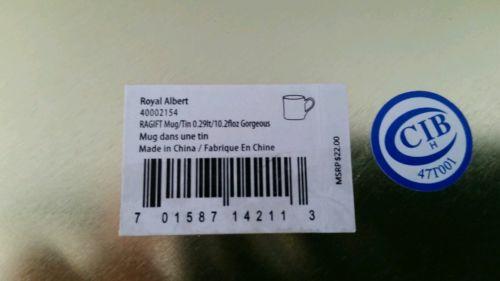 Royal Albert
40002154
RAGIFT Mug/Tin 0.29lt/10.2floz Gorgeous
Mug dans une tin
Made in China / Fabrique En Chine
MSRP $22.00
7 01587 14211 3
CIB
H
47T001